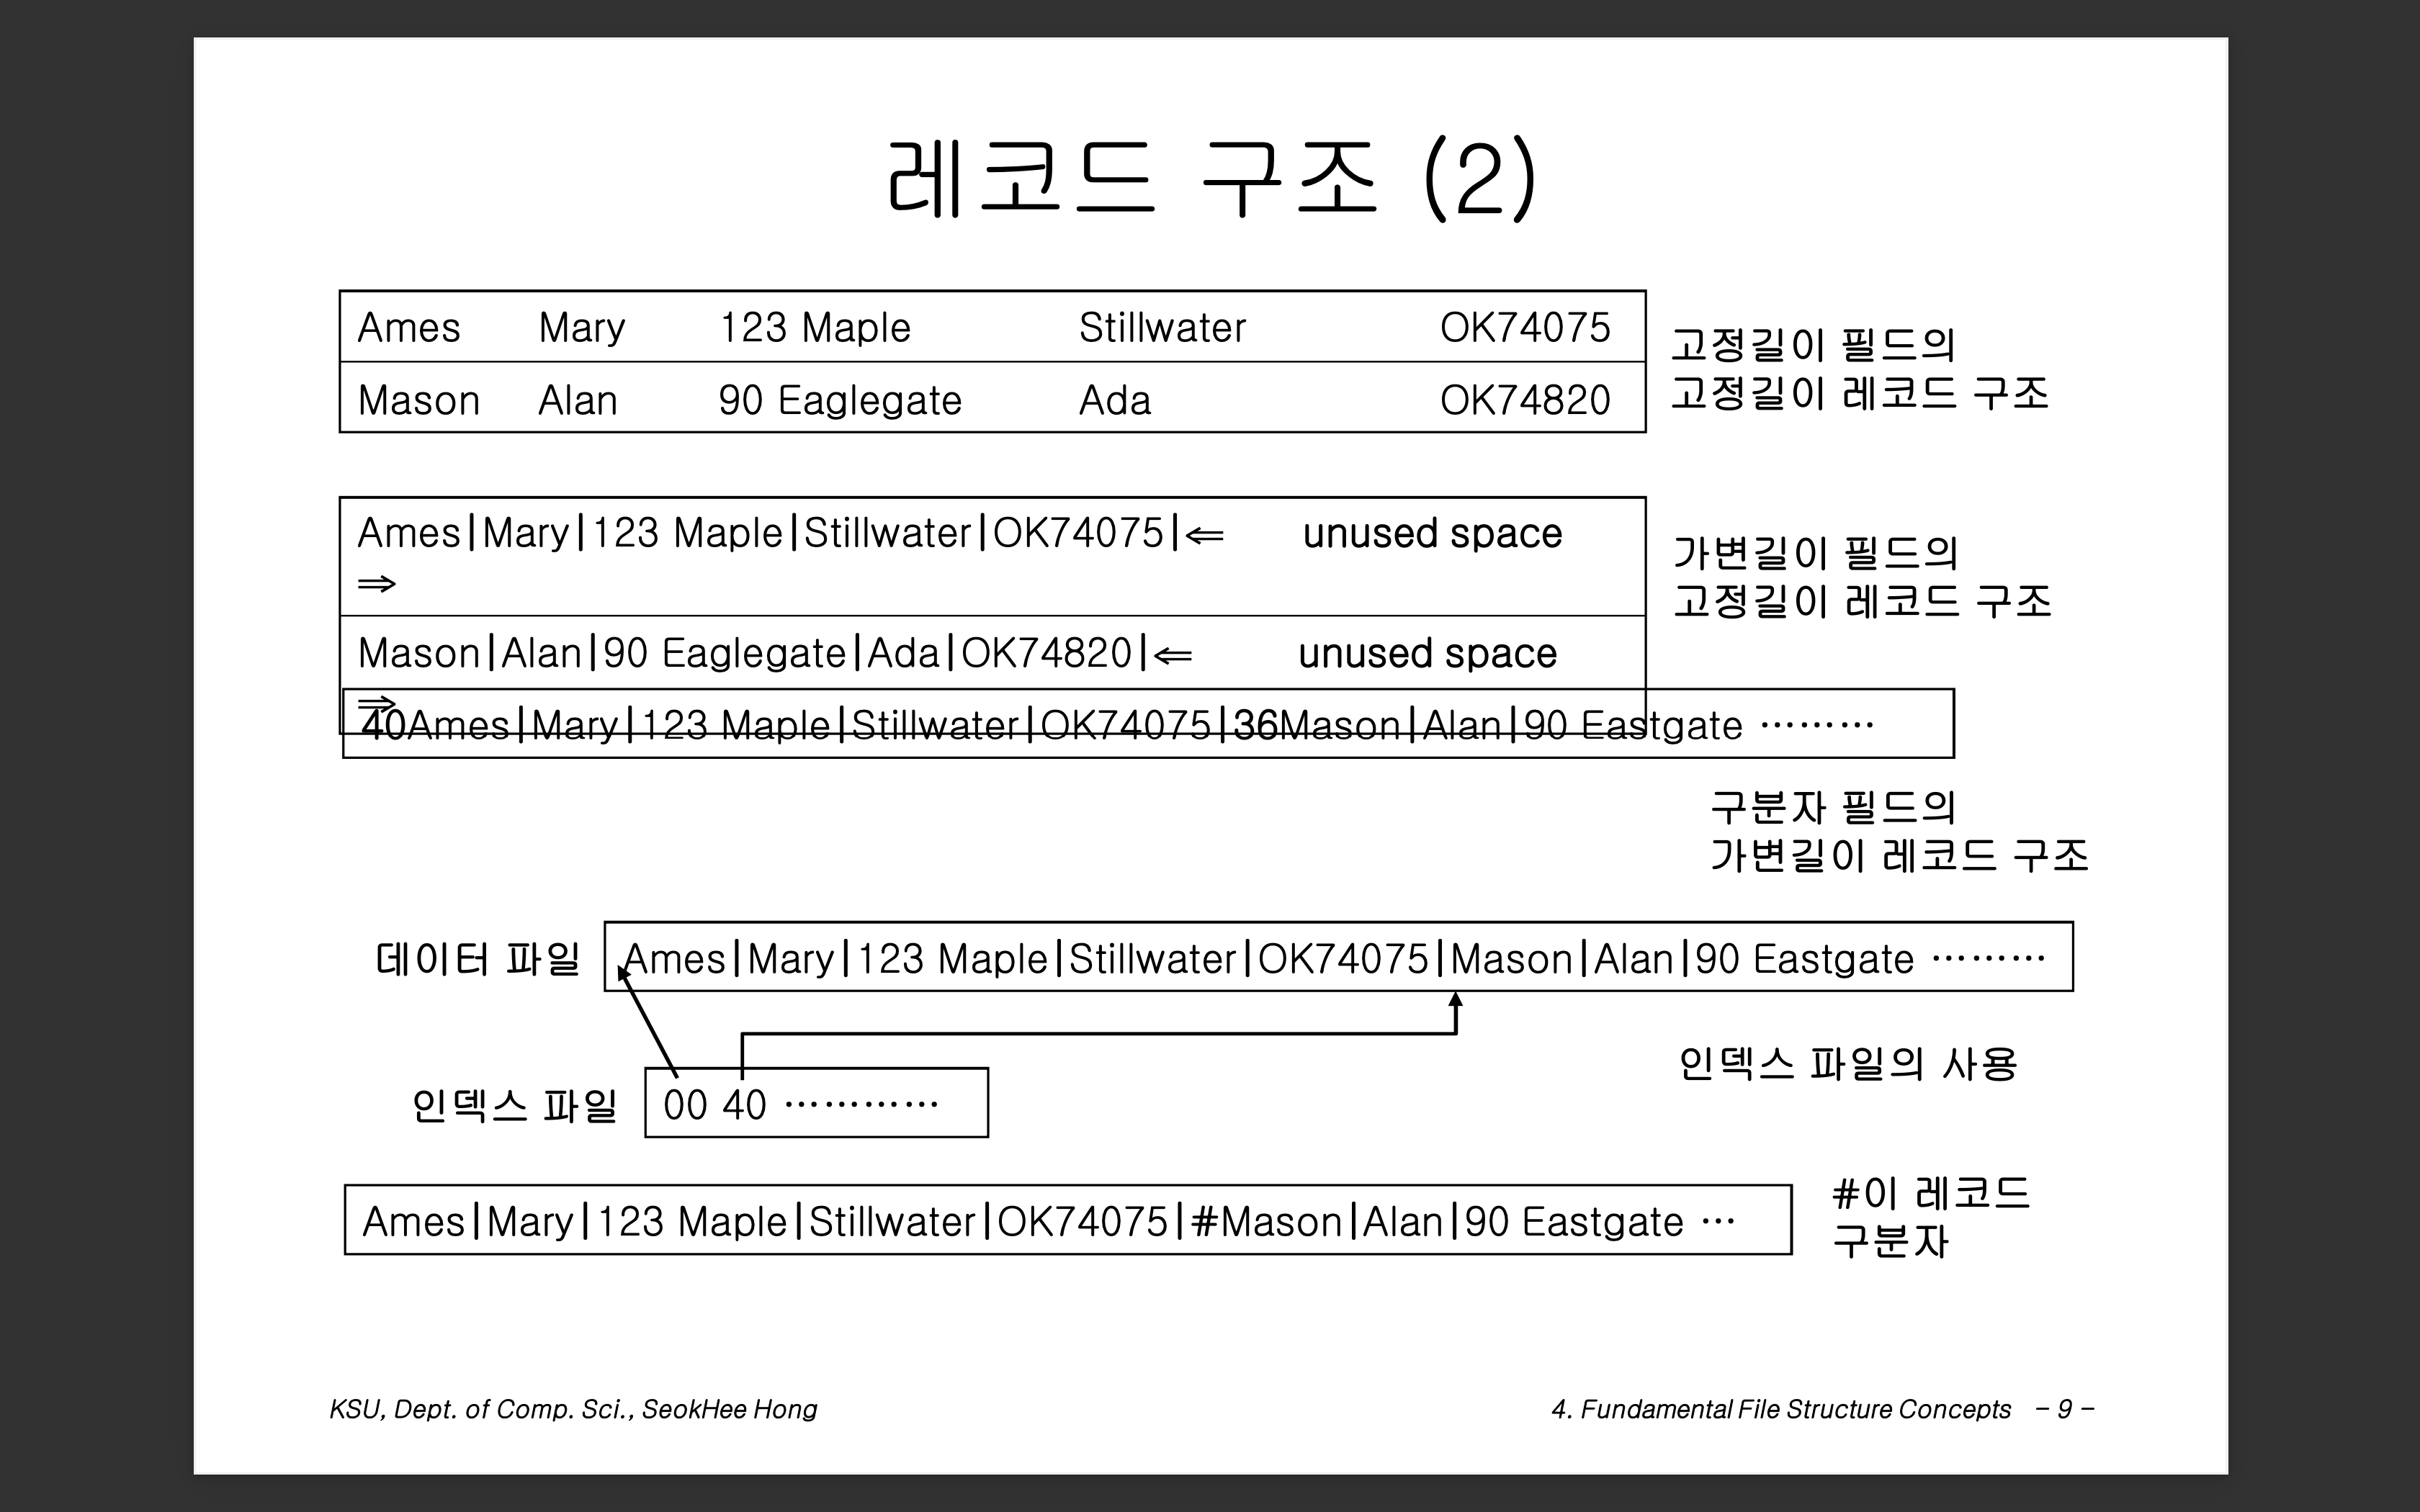 레코드 구조 (2)
Ames Mary 123 Maple Stillwater OK74075
Mason Alan 90 Eaglegate Ada OK74820
고정길이 필드의
고정길이 레코드 구조
Ames|Mary|123 Maple|Stillwater|OK74075|⇐ unused space
⇒
Mason|Alan|90 Eaglegate|Ada|OK74820|⇐ unused space
⇒
가변길이 필드의
고정길이 레코드 구조
40Ames|Mary|123 Maple|Stillwater|OK74075|36Mason|Alan|90 Eastgate ………
구분자 필드의
가변길이 레코드 구조
데이터 파일 Ames|Mary|123 Maple|Stillwater|OK74075|Mason|Alan|90 Eastgate ………
인덱스 파일의 사용
인덱스 파일 00 40 …………
Ames|Mary|123 Maple|Stillwater|OK74075|#Mason|Alan|90 Eastgate …
#이 레코드
구분자
KSU, Dept. of Comp. Sci., SeokHee Hong
4. Fundamental File Structure Concepts - 9 -